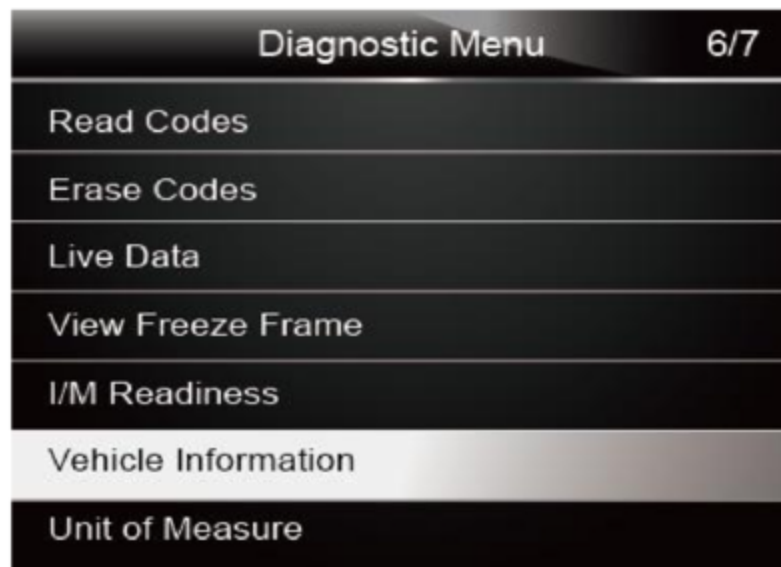 Diagnostic Menu 6/7
Read Codes
Erase Codes
Live Data
View Freeze Frame
I/M Readiness
Vehicle Information
Unit of Measure